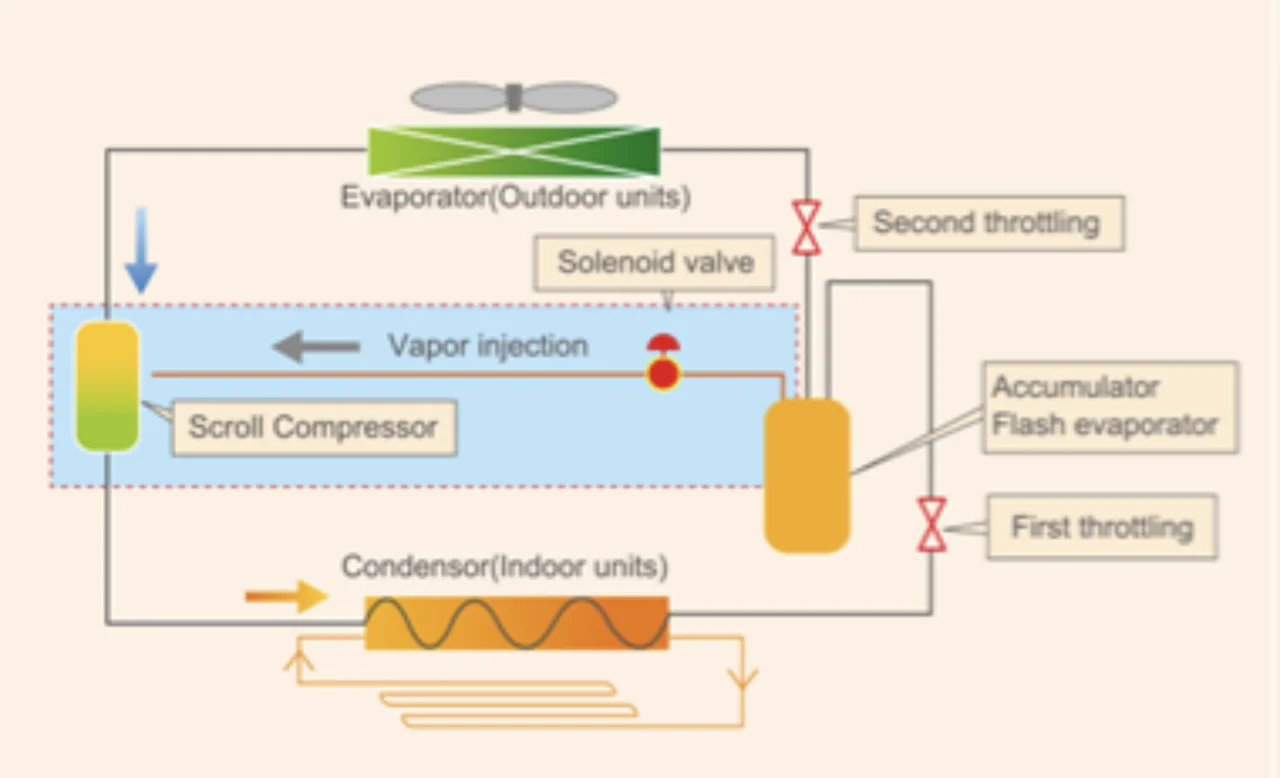 Evaporator(Outdoor units)
Second throttling
Solenoid valve
Vapor injection
Scroll Compressor
Accumulator
Flash evaporator
First throttling
Condensor(Indoor units)